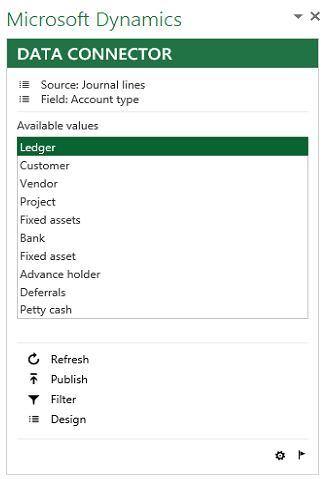 Microsoft Dynamics
DATA CONNECTOR
Source: Journal lines
Field: Account type
Available values
Ledger
Customer
Vendor
Project
Fixed assets
Bank
Fixed asset
Advance holder
Deferrals
Petty cash
Refresh
Publish
Filter
Design